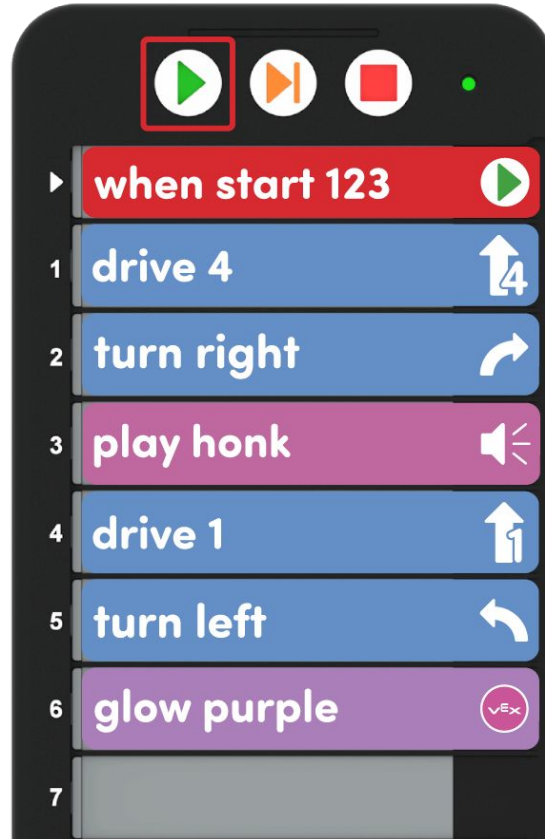 when start 123
1 drive 4 4
2 turn right
3 play honk
4 drive 1 1
5 turn left
6 glow purple VEX
7